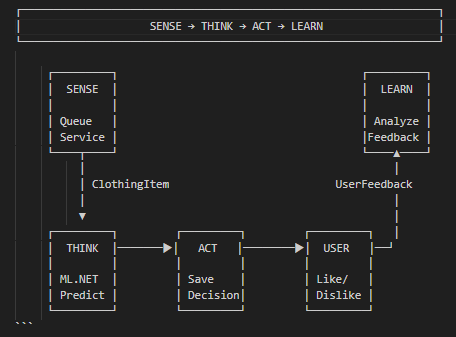 SENSE → THINK → ACT → LEARN
SENSE
Queue
Service
LEARN
Analyze
Feedback
ClothingItem
UserFeedback
THINK
ML.NET
Predict
ACT
Save
Decision
USER
Like/
Dislike
```